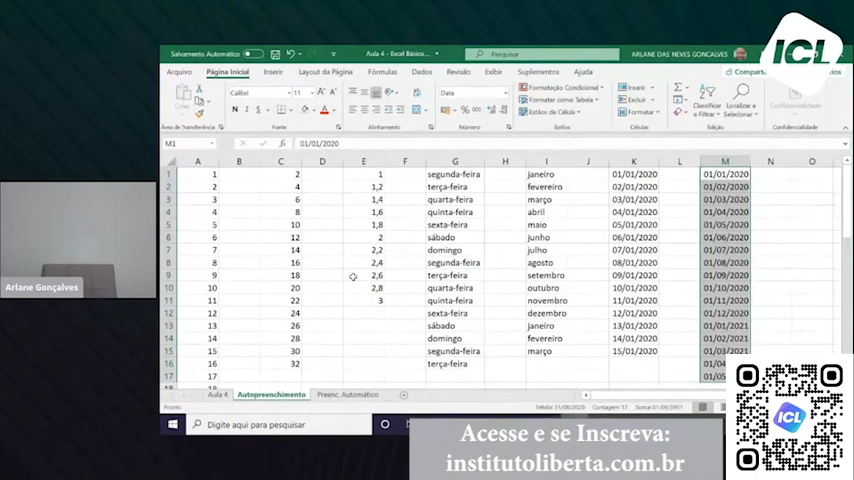 ICL
Salvamento Automático
Aula 4 - Excel Básico...
Pesquisar
ARLANE DAS NEVES GONCALVES
Arquivo Página Inicial Inserir Layout da Página Fórmulas Dados Revisão Exibir Suplementos Ajuda
Colar Calibri 11 Data Formatação Condicional Inserir
N I S Formatar como Tabela Excluir Classificar Localizar e
Estilos de Célula Formatar e Filtrar Selecionar Confidencialidade
Área de Transferê... Fonte Alinhamento Número Estilos Células Edição Confidencialidade
M1 01/01/2020
A B C D E F G H I J K L M N O
1 1 2 1 segunda-feira janeiro 01/01/2020 01/01/2020
2 2 4 1,2 terça-feira fevereiro 02/01/2020 01/02/2020
3 3 6 1,4 quarta-feira março 03/01/2020 01/03/2020
4 4 8 1,6 quinta-feira abril 04/01/2020 01/04/2020
5 5 10 1,8 sexta-feira maio 05/01/2020 01/05/2020
6 6 12 2 sábado junho 06/01/2020 01/06/2020
7 7 14 2,2 domingo julho 07/01/2020 01/07/2020
8 8 16 2,4 segunda-feira agosto 08/01/2020 01/08/2020
9 9 18 2,6 terça-feira setembro 09/01/2020 01/09/2020
10 10 20 2,8 quarta-feira outubro 10/01/2020 01/10/2020
11 11 22 3 quinta-feira novembro 11/01/2020 01/11/2020
12 12 24 sexta-feira dezembro 12/01/2020 01/12/2020
13 13 26 sábado janeiro 13/01/2020 01/01/2021
14 14 28 domingo fevereiro 14/01/2020 01/02/2021
15 15 30 segunda-feira março 15/01/2020 01/03/2021
16 16 32 terça-feira 01/04
17 17 01/05
Aula 4 Autopreenchimento Preenc. Automático
Pronto Média: 31/08/2020 Contagem: 17
Digite aqui para pesquisar
Arlane Gonçalves
Acesse e se Inscreva:
institutoliberta.com.br
ICL